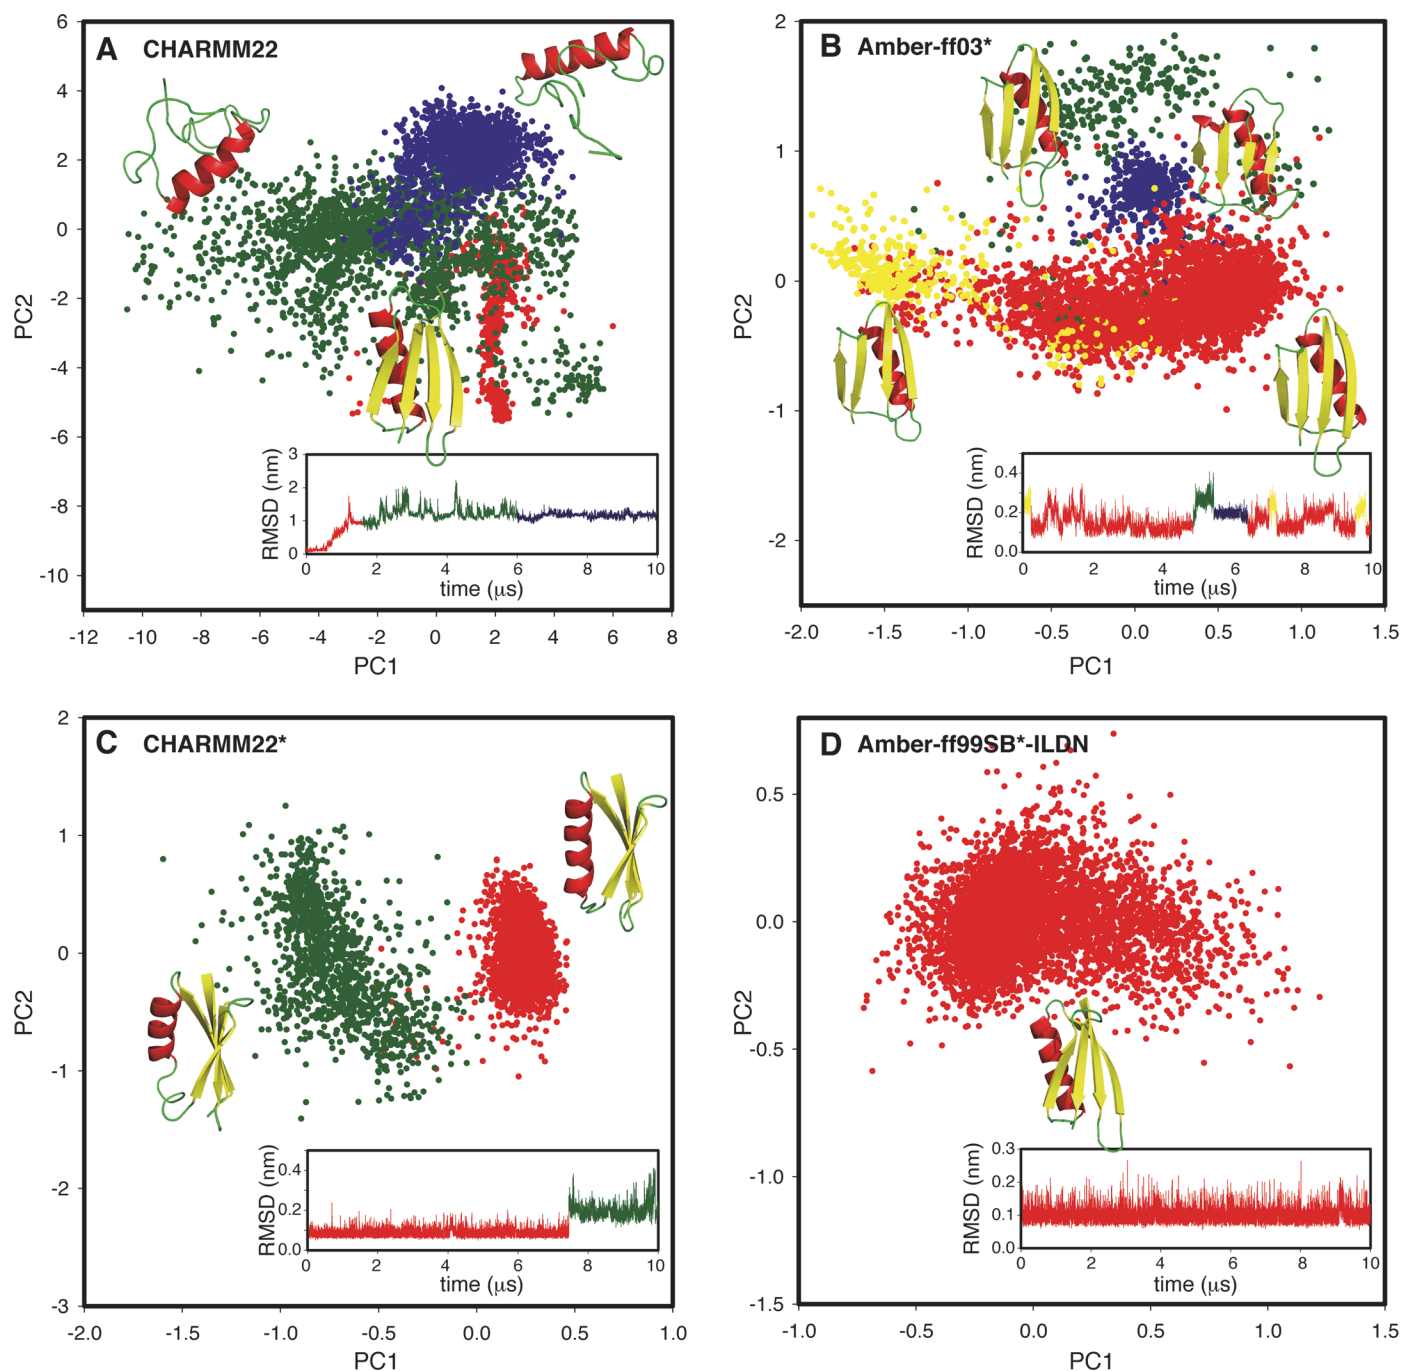 A CHARMM22
6
4
2
0
-2
-4
-6
-8
-10
PC2
-12 -10 -8 -6 -4 -2 0 2 4 6 8
PC1
RMSD (nm)
3
2
1
0
0 2 4 6 8 10
time (μs)
B Amber-ff03*
2
1
0
-1
-2
PC2
-2.0 -1.5 -1.0 -0.5 0.0 0.5 1.0 1.5
PC1
RMSD (nm)
0.4
0.2
0.0
0 2 4 6 8 10
time (μs)
C CHARMM22*
2
1
0
-1
-2
-3
PC2
-2.0 -1.5 -1.0 -0.5 0.0 0.5 1.0
PC1
RMSD (nm)
0.4
0.2
0.0
0 2 4 6 8 10
time (μs)
D Amber-ff99SB*-ILDN
0.5
0.0
-0.5
-1.0
-1.5
PC2
-1.0 -0.5 0.0 0.5 1.0 1.5
PC1
RMSD (nm)
0.3
0.2
0.1
0.0
0 2 4 6 8 10
time (μs)